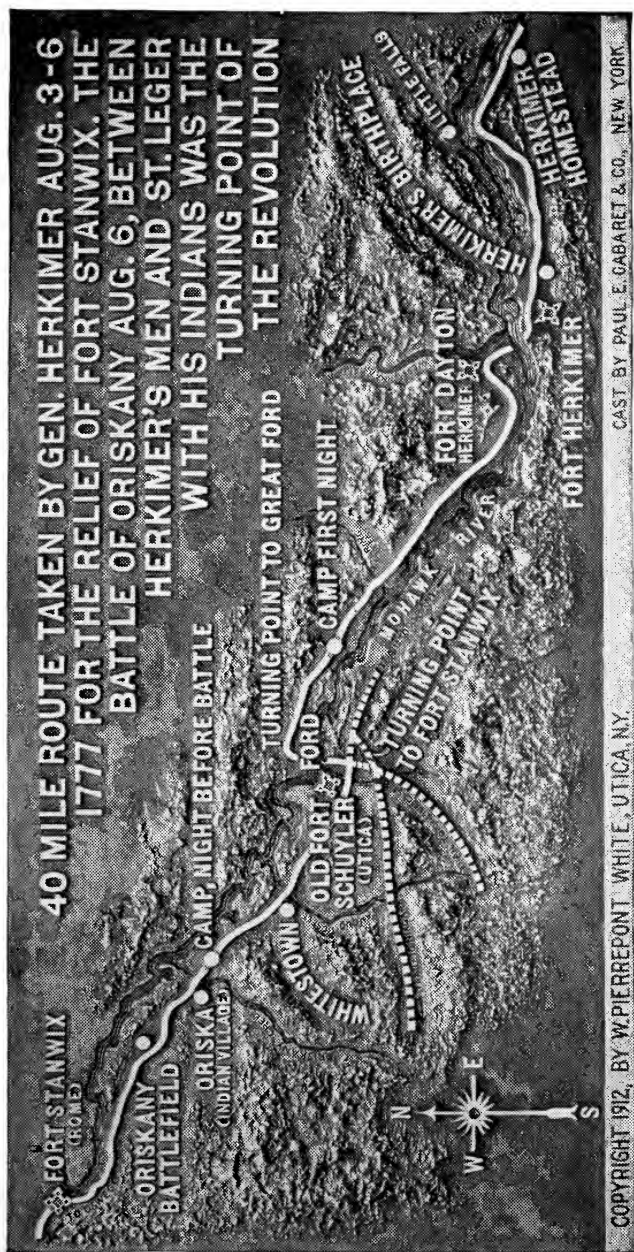 40 MILE ROUTE TAKEN BY GEN. HERKIMER AUG. 3-6
1777 FOR THE RELIEF OF FORT STANWIX. THE
BATTLE OF ORISKANY AUG. 6, BETWEEN
HERKIMER'S MEN AND ST. LEGER
WITH HIS INDIANS WAS THE
TURNING POINT OF
THE REVOLUTION
FORT STANWIX
(ROME)
ORISKANY
BATTLEFIELD
CAMP, NIGHT BEFORE BATTLE
ORISKA
(INDIAN VILLAGE)
WHITESTOWN
TURNING POINT TO GREAT FORD
FORD
OLD FORT
SCHUYLER
(UTICA)
CAMP FIRST NIGHT
MOHAWK RIVER
TURNING POINT
TO FORT STANWIX
FORT DAYTON
HERKIMER
FORT HERKIMER
HERKIMER'S BIRTHPLACE
LITTLE FALLS
HERKIMER
HOMESTEAD
N
W E
S
COPYRIGHT 1912, BY W. PIERREPONT WHITE, UTICA, N.Y. CAST BY PAUL E. CABARET & CO., NEW YORK